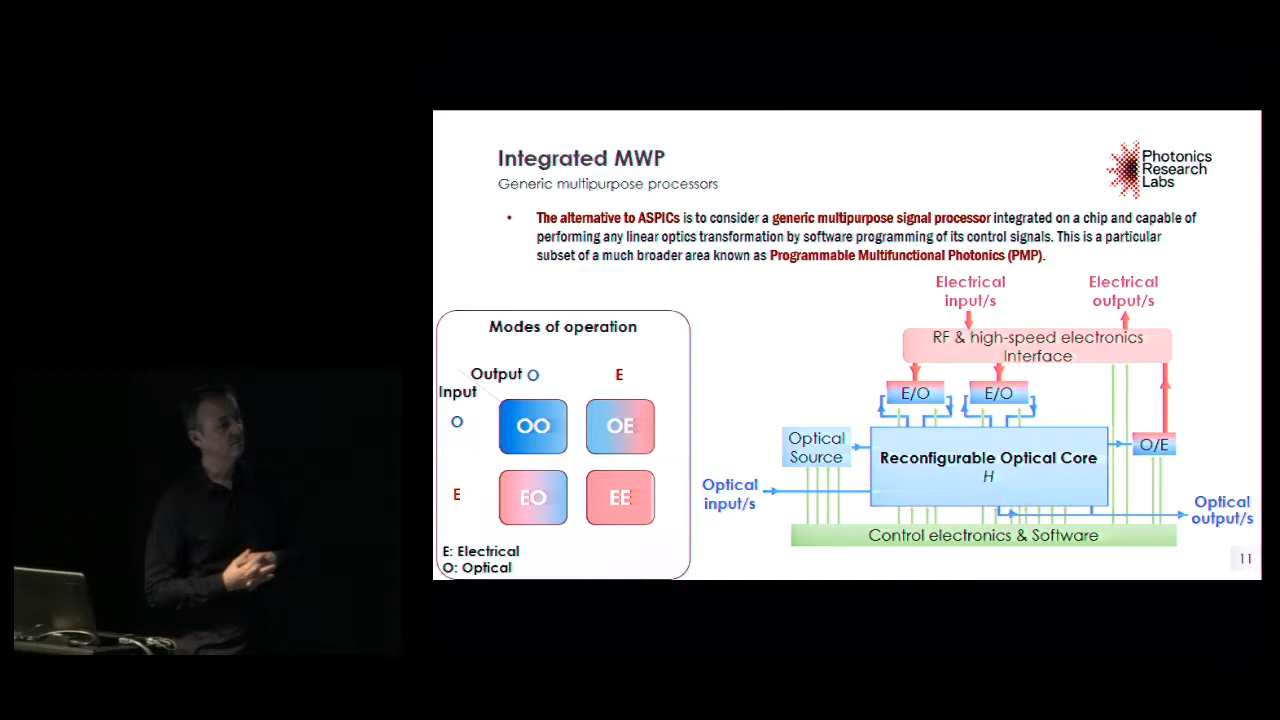 Integrated MWP
Generic multipurpose processors
Photonics
Research
Labs
• The alternative to ASPICs is to consider a generic multipurpose signal processor integrated on a chip and capable of
performing any linear optics transformation by software programming of its control signals. This is a particular
subset of a much broader area known as Programmable Multifunctional Photonics (PMP).
Modes of operation
Output O E
Input
O OO OE
E EO EE
E: Electrical
O: Optical
Electrical
input/s
Electrical
output/s
RF & high-speed electronics
Interface
E/O E/O
Optical
Source
Reconfigurable Optical Core
H
O/E
Optical
input/s
Optical
output/s
Control electronics & Software
11